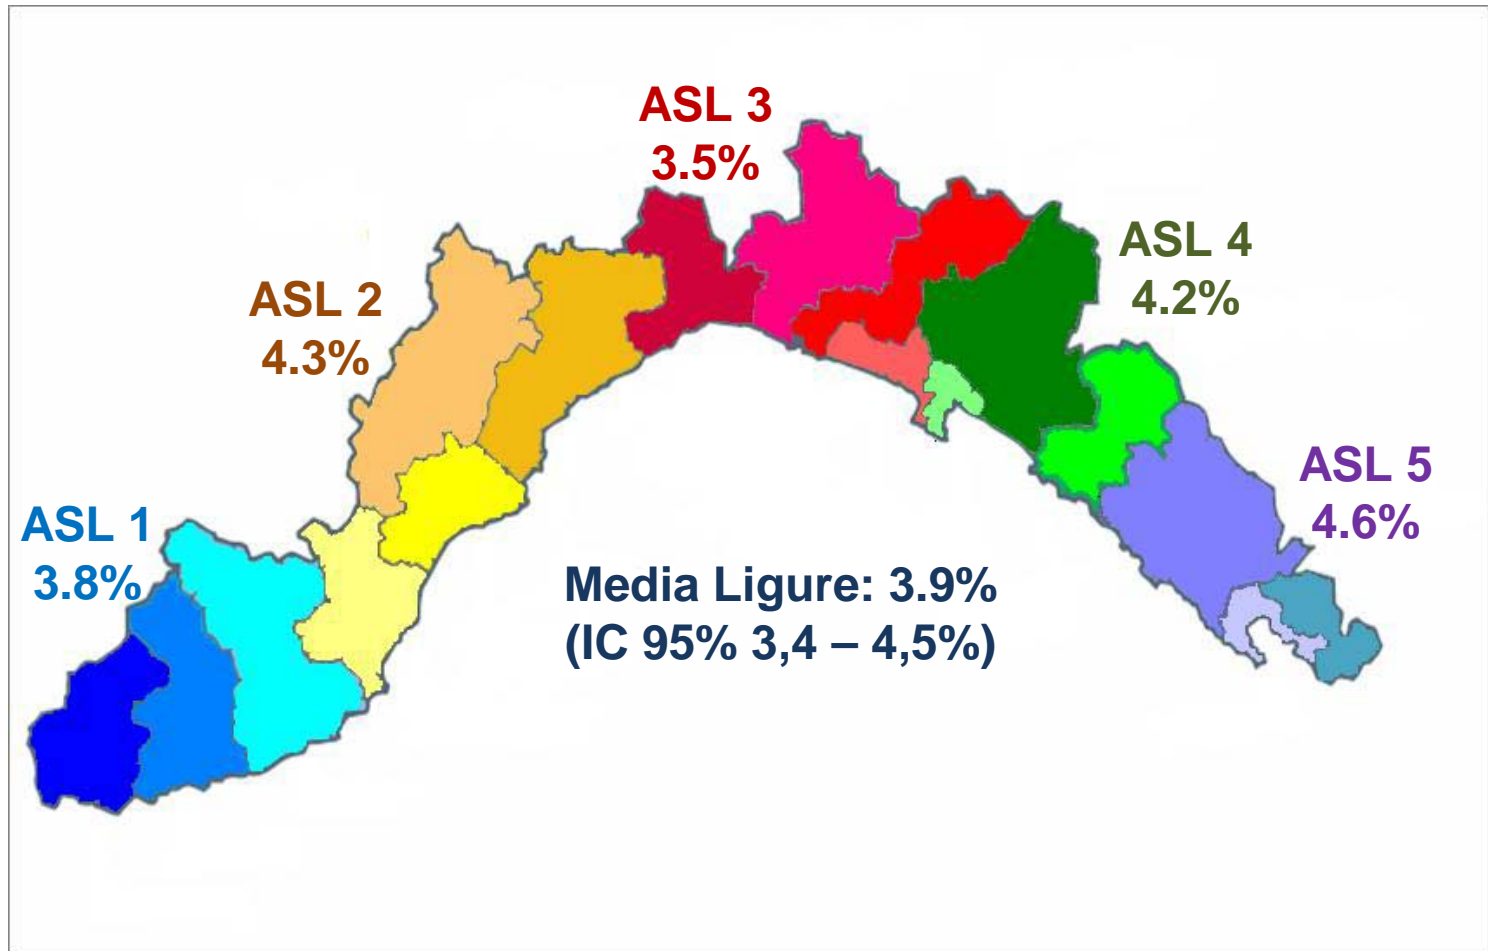 ASL 3
3.5%
ASL 4
4.2%
ASL 2
4.3%
ASL 5
4.6%
ASL 1
3.8%
Media Ligure: 3.9%
(IC 95% 3,4 – 4,5%)